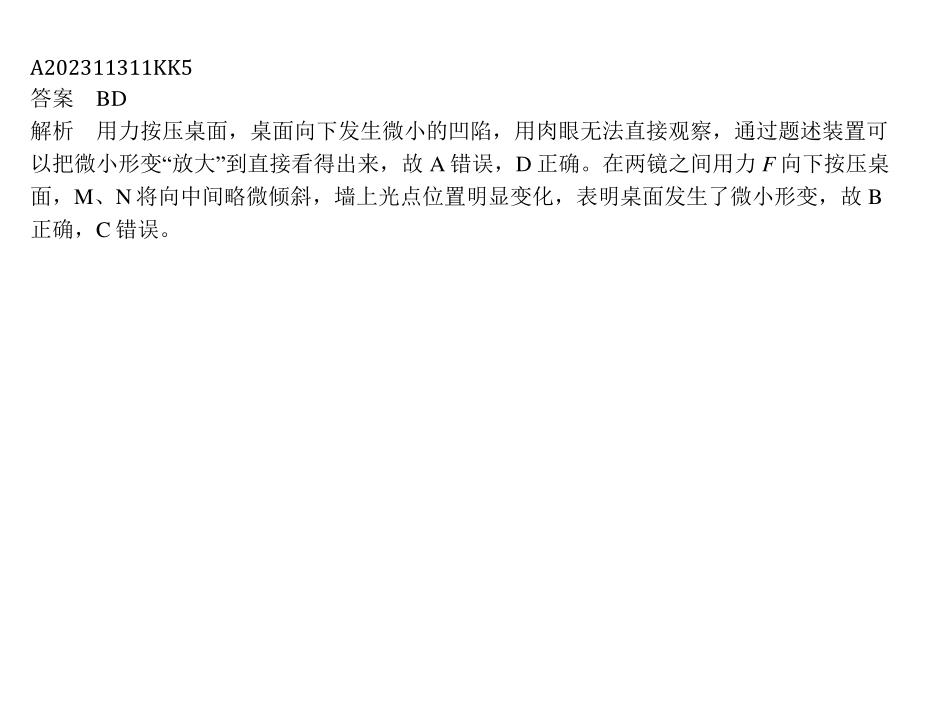 A202311311KK5
答案 BD
解析 用力按压桌面，桌面向下发生微小的凹陷，用肉眼无法直接观察，通过题述装置可
以把微小形变“放大”到直接看得出来，故 A 错误，D 正确。在两镜之间用力 F 向下按压桌
面，M、N 将向中间略微倾斜，墙上光点位置明显变化，表明桌面发生了微小形变，故 B
正确，C 错误。